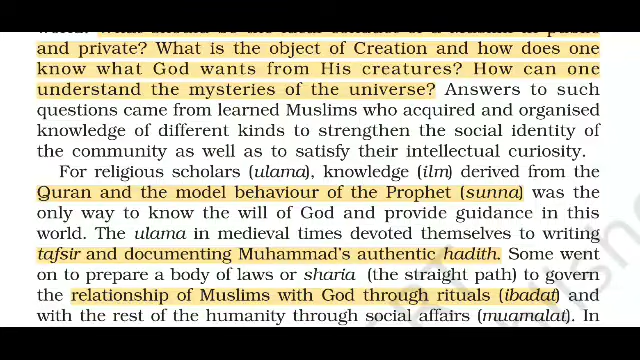 and private? What is the object of Creation and how does one
know what God wants from His creatures? How can one
understand the mysteries of the universe? Answers to such
questions came from learned Muslims who acquired and organised
knowledge of different kinds to strengthen the social identity of
the community as well as to satisfy their intellectual curiosity.
For religious scholars (ulama), knowledge (ilm) derived from the
Quran and the model behaviour of the Prophet (sunna) was the
only way to know the will of God and provide guidance in this
world. The ulama in medieval times devoted themselves to writing
tafsir and documenting Muhammad's authentic hadith. Some went
on to prepare a body of laws or sharia (the straight path) to govern
the relationship of Muslims with God through rituals (ibadat) and
with the rest of the humanity through social affairs (muamalat). In